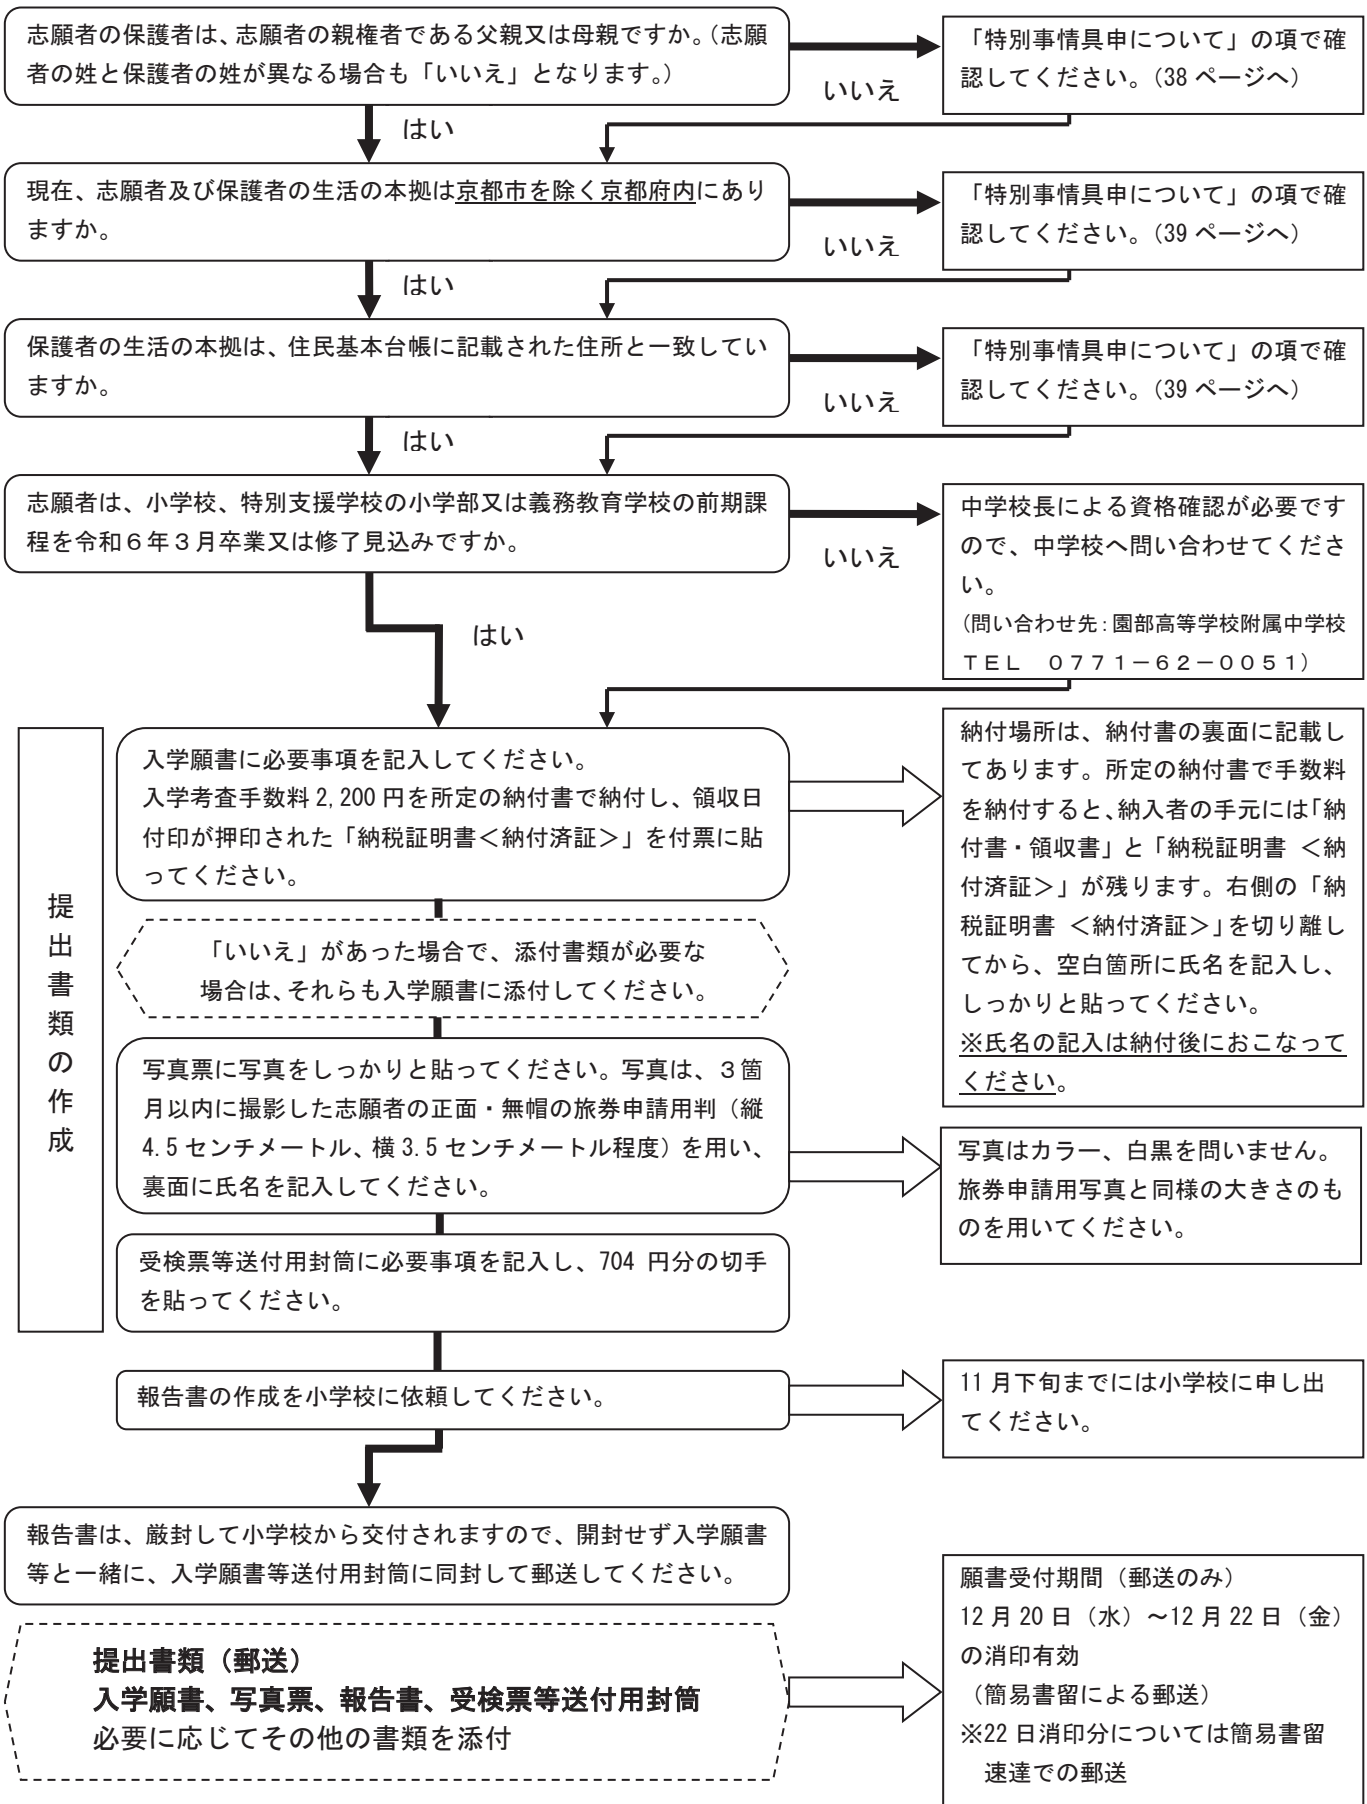 志願者の保護者は、志願者の親権者である父親又は母親ですか。（志願
者の姓と保護者の姓が異なる場合も「いいえ」となります。）
いいえ
「特別事情具申について」の項で確
認してください。（38 ページへ）
はい
現在、志願者及び保護者の生活の本拠は京都市を除く京都府内にあり
ますか。
いいえ
「特別事情具申について」の項で確
認してください。（39 ページへ）
はい
保護者の生活の本拠は、住民基本台帳に記載された住所と一致してい
ますか。
いいえ
「特別事情具申について」の項で確
認してください。（39 ページへ）
はい
志願者は、小学校、特別支援学校の小学部又は義務教育学校の前期課
程を令和６年３月卒業又は修了見込みですか。
いいえ
中学校長による資格確認が必要です
ので、中学校へ問い合わせてくださ
い。
（問い合わせ先：園部高等学校附属中学校
ＴＥＬ　０７７１－６２－００５１）
はい
提出書類の作成
入学願書に必要事項を記入してください。
入学考査手数料 2,200 円を所定の納付書で納付し、領収日
付印が押印された「納税証明書＜納付済証＞」を付票に貼
ってください。
納付場所は、納付書の裏面に記載し
てあります。所定の納付書で手数料
を納付すると、納入者の手元には「納
付書・領収書」と「納税証明書 ＜納
付済証＞」が残ります。右側の「納
税証明書 ＜納付済証＞」を切り離し
てから、空白箇所に氏名を記入し、
しっかりと貼ってください。
※氏名の記入は納付後におこなって
ください。
「いいえ」があった場合で、添付書類が必要な
場合は、それらも入学願書に添付してください。
写真票に写真をしっかりと貼ってください。写真は、３箇
月以内に撮影した志願者の正面・無帽の旅券申請用判（縦
4.5 センチメートル、横 3.5 センチメートル程度）を用い、
裏面に氏名を記入してください。
写真はカラー、白黒を問いません。
旅券申請用写真と同様の大きさのも
のを用いてください。
受検票等送付用封筒に必要事項を記入し、704 円分の切手
を貼ってください。
報告書の作成を小学校に依頼してください。
11 月下旬までには小学校に申し出
てください。
報告書は、厳封して小学校から交付されますので、開封せず入学願書
等と一緒に、入学願書等送付用封筒に同封して郵送してください。
提出書類（郵送）
入学願書、写真票、報告書、受検票等送付用封筒
必要に応じてその他の書類を添付
願書受付期間（郵送のみ）
12 月 20 日（水）～12 月 22 日（金）
の消印有効
（簡易書留による郵送）
※22 日消印分については簡易書留
速達での郵送